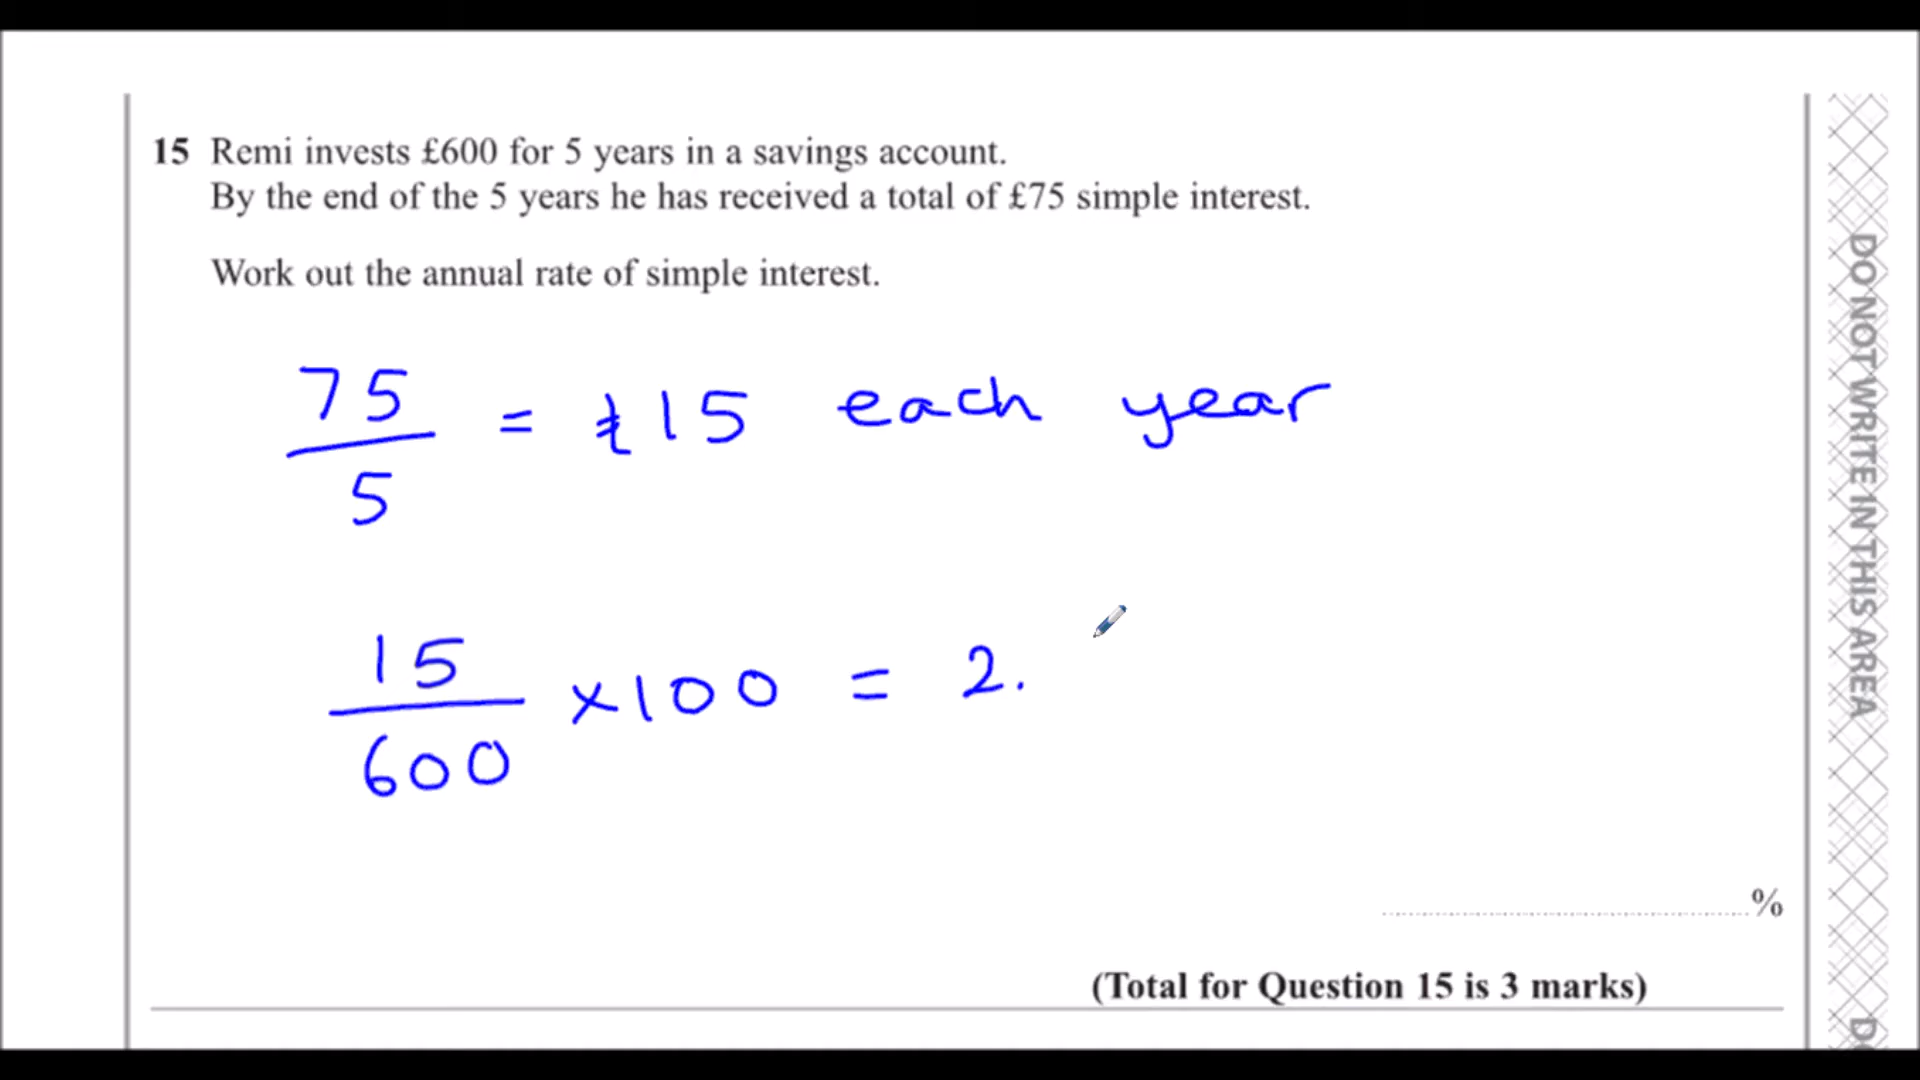 15 Remi invests £600 for 5 years in a savings account.
By the end of the 5 years he has received a total of £75 simple interest.
Work out the annual rate of simple interest.
75
5
= £15 each year
15
600
×100 = 2.
%
(Total for Question 15 is 3 marks)
DO NOT WRITE IN THIS AREA